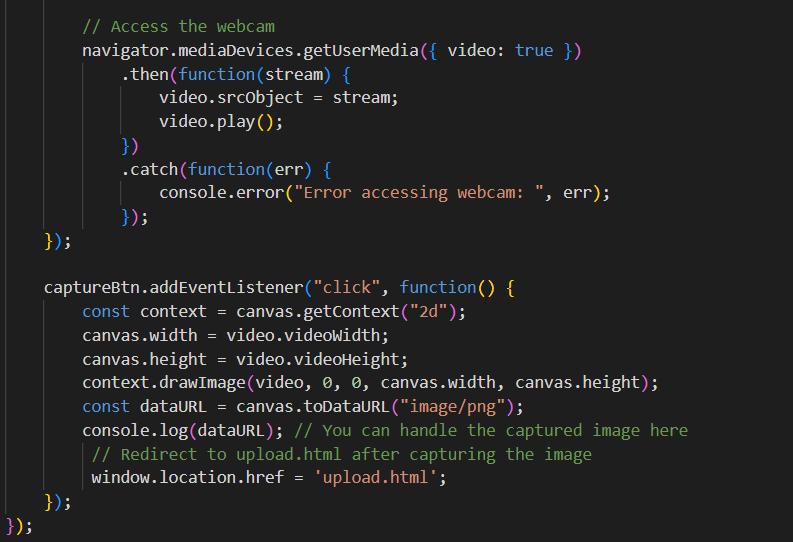 // Access the webcam
navigator.mediaDevices.getUserMedia({ video: true })
.then(function(stream) {
video.srcObject = stream;
video.play();
})
.catch(function(err) {
console.error("Error accessing webcam: ", err);
});
});
captureBtn.addEventListener("click", function() {
const context = canvas.getContext("2d");
canvas.width = video.videoWidth;
canvas.height = video.videoHeight;
context.drawImage(video, 0, 0, canvas.width, canvas.height);
const dataURL = canvas.toDataURL("image/png");
console.log(dataURL); // You can handle the captured image here
// Redirect to upload.html after capturing the image
window.location.href = 'upload.html';
});
});